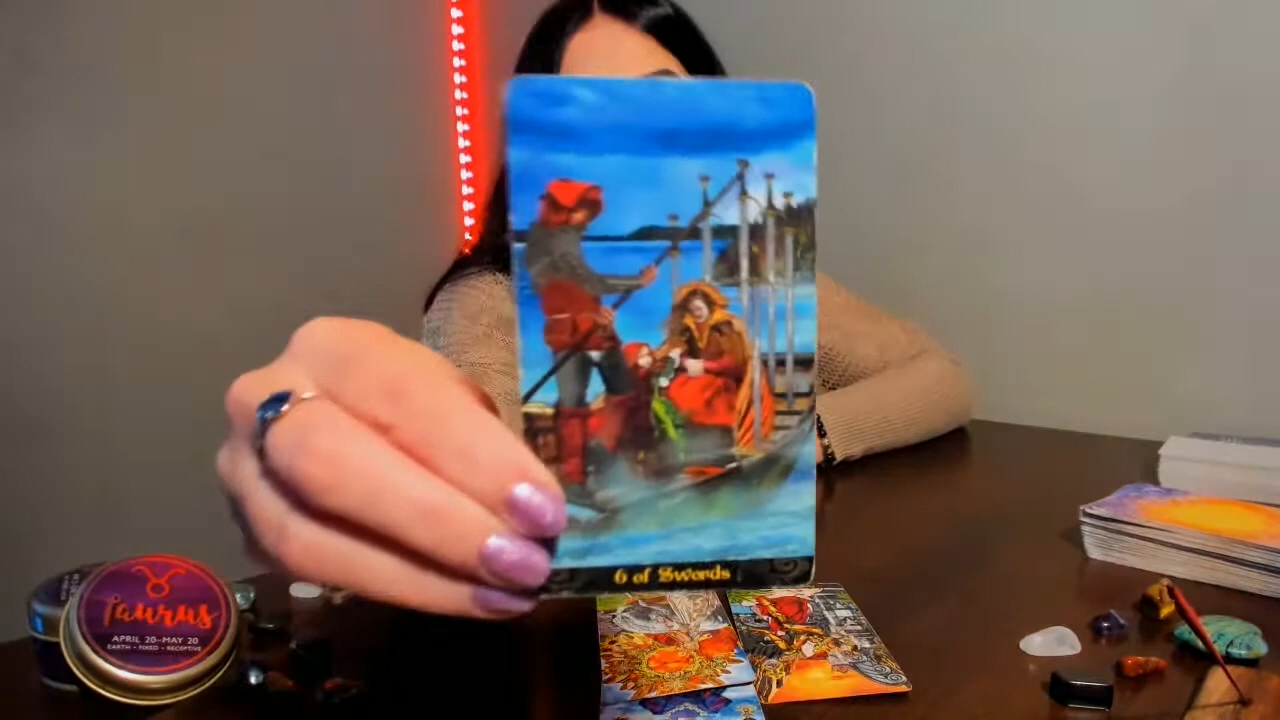 6 of Swords
Taurus
APRIL 20–MAY 20
EARTH • FIXED • RECEPTIVE